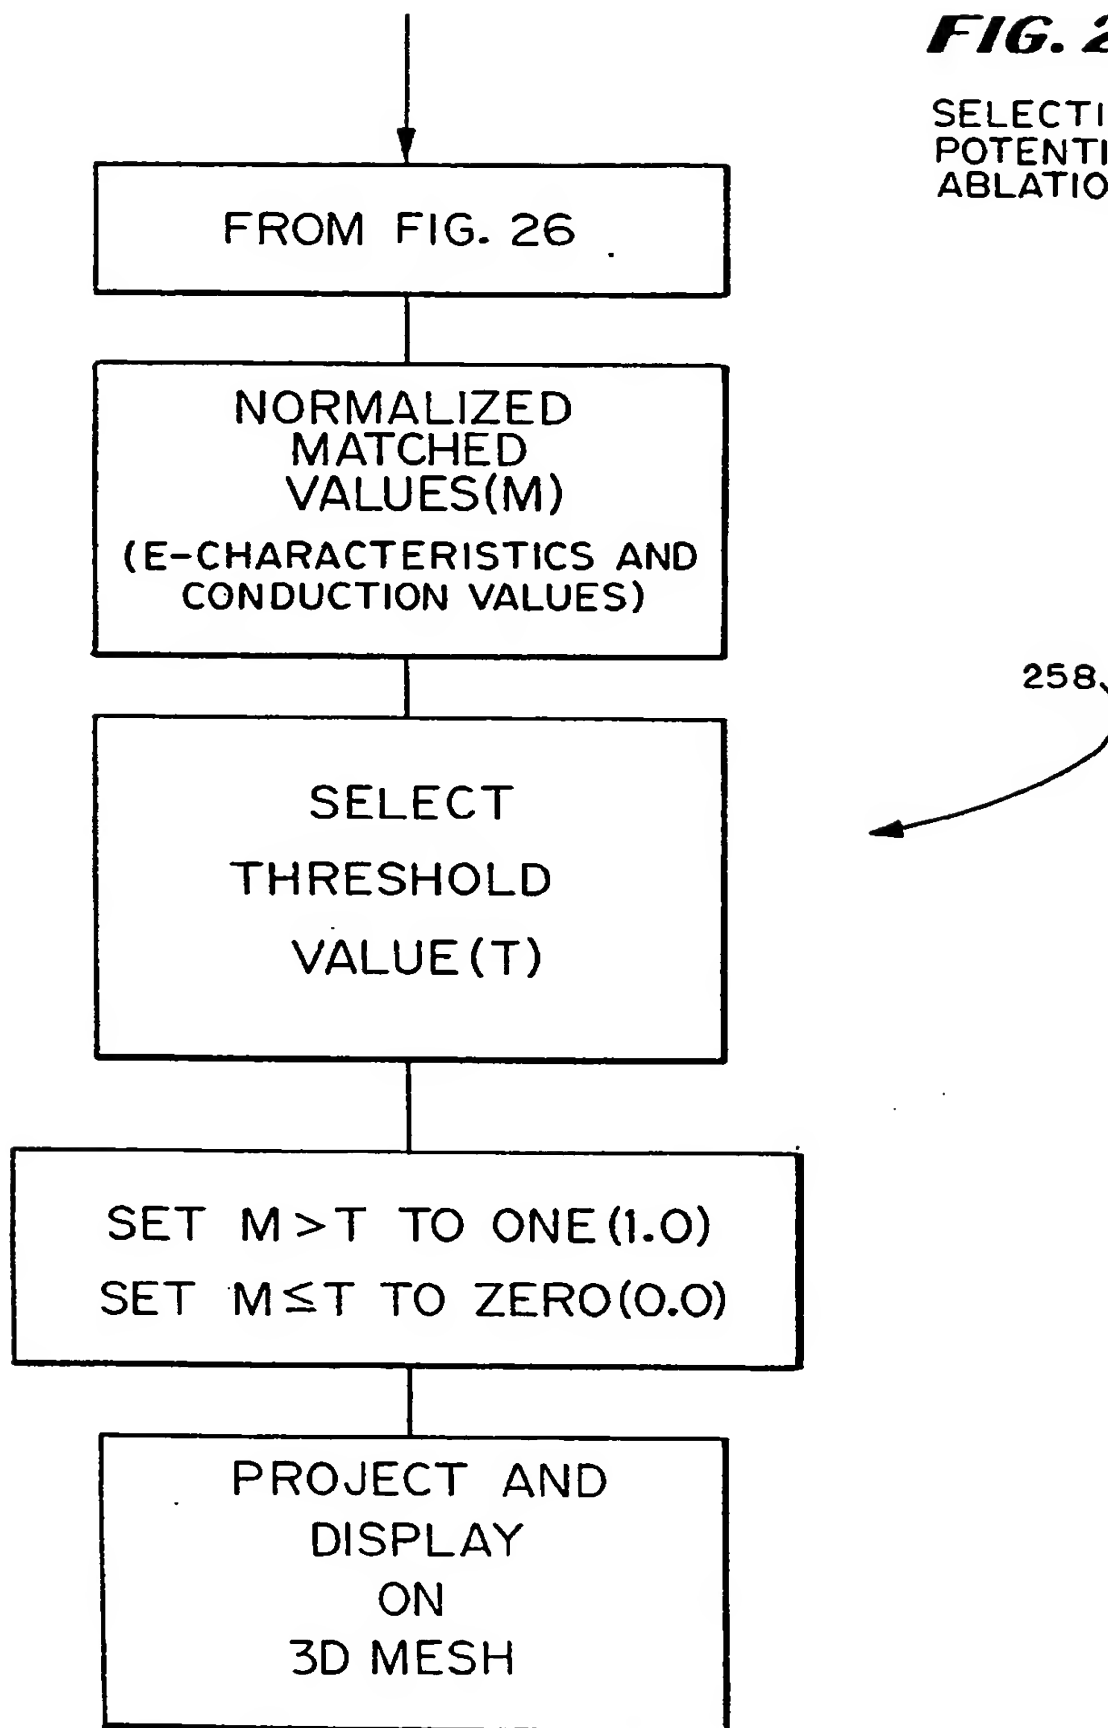 FIG. 2
SELECTI
POTENTI
ABLATIO
FROM FIG. 26
NORMALIZED
MATCHED
VALUES(M)
(E-CHARACTERISTICS AND
CONDUCTION VALUES)
258
SELECT
THRESHOLD
VALUE(T)
SET M>T TO ONE(1.0)
SET M≤T TO ZERO(0.0)
PROJECT AND
DISPLAY
ON
3D MESH